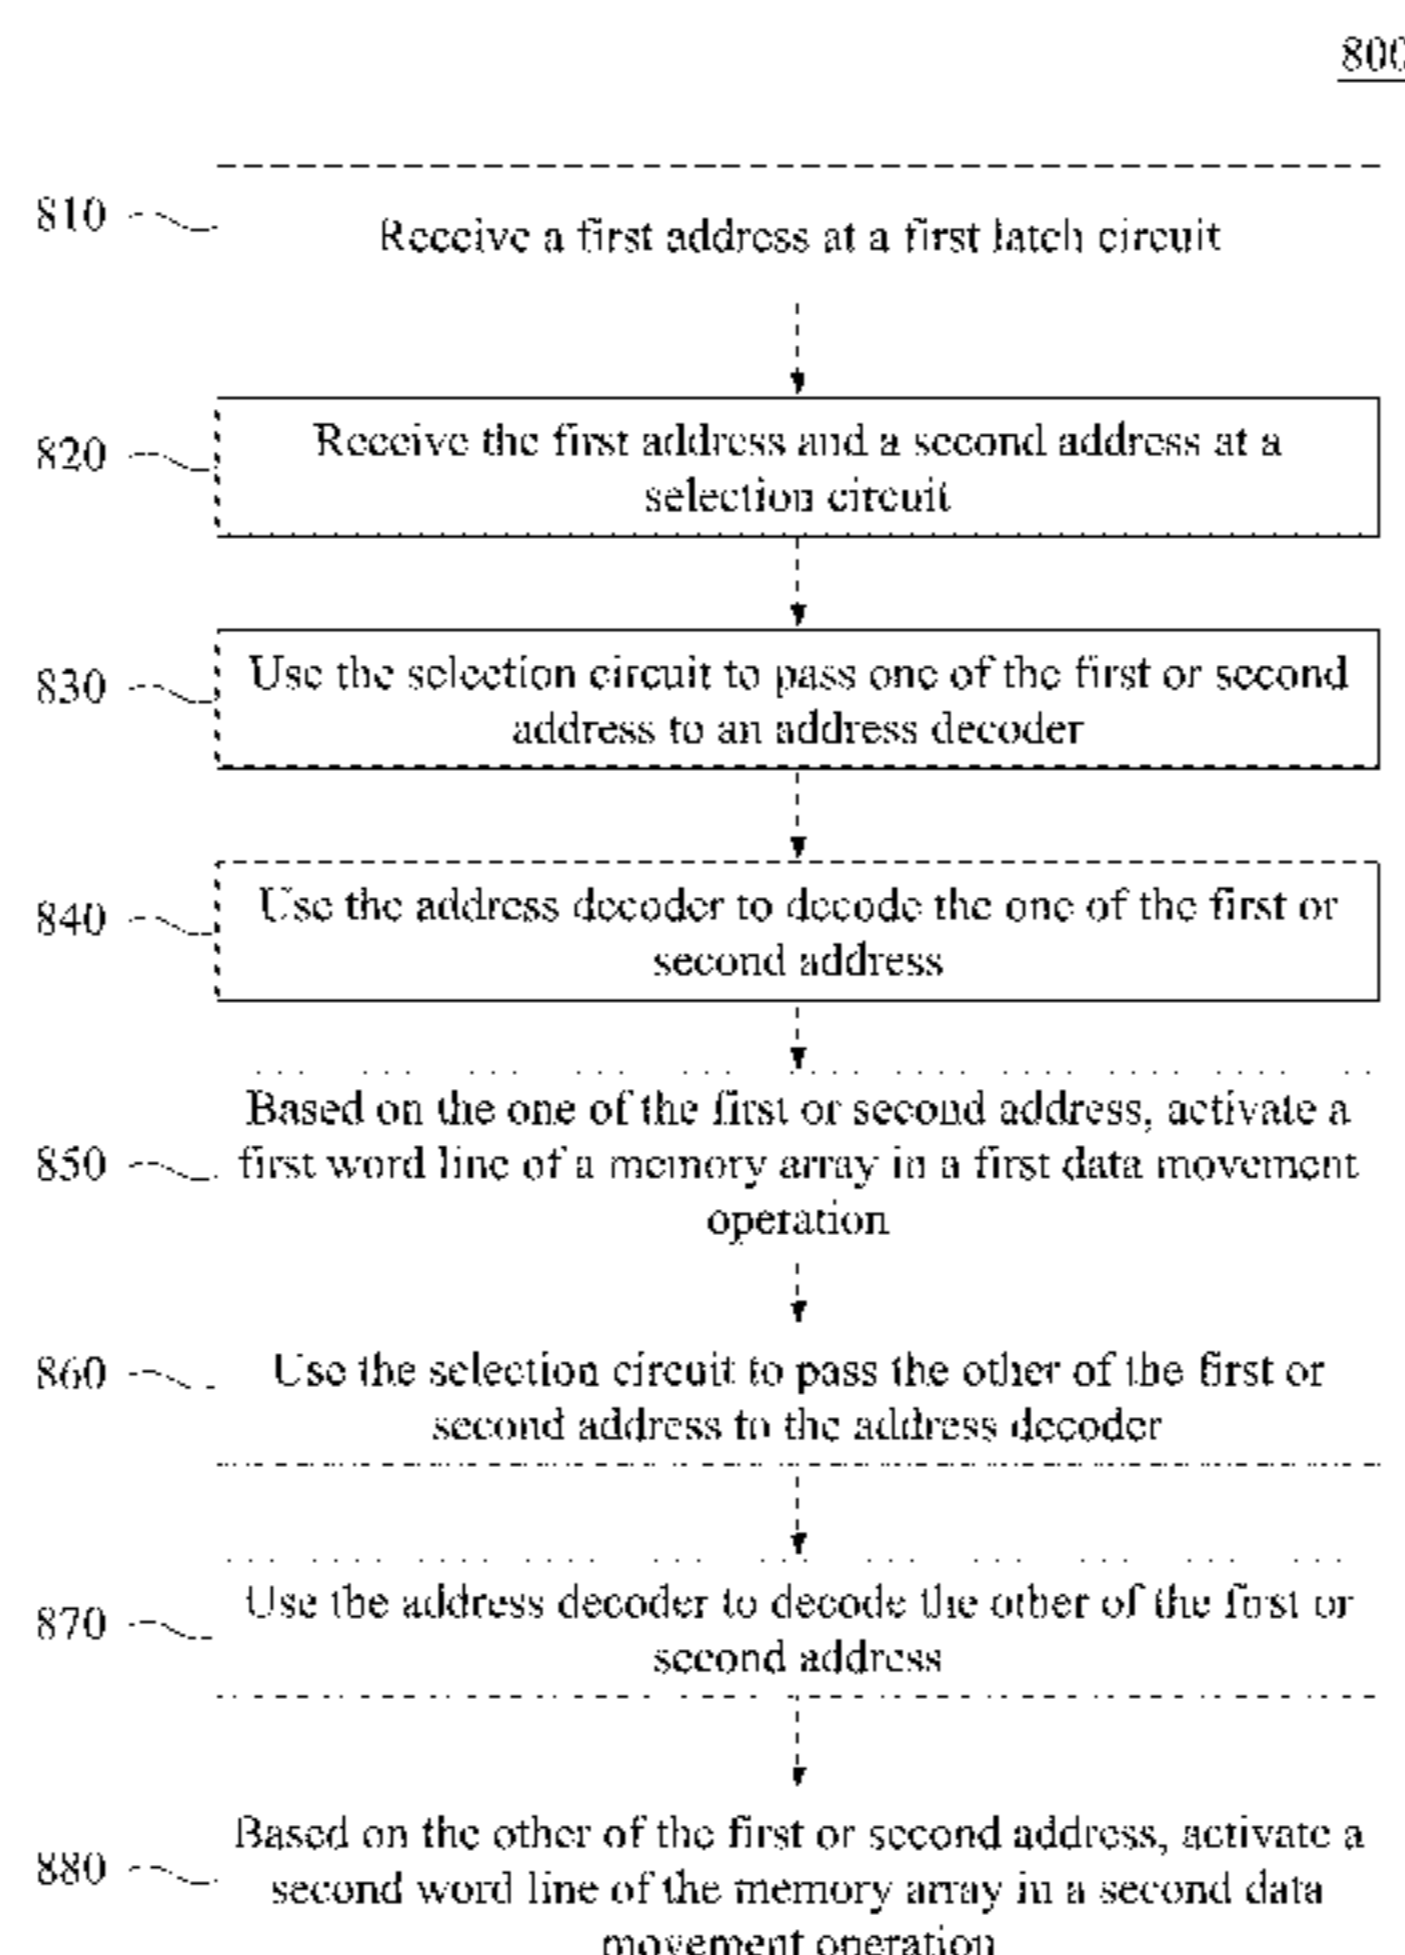 800
810
Receive a first address at a first latch circuit
820
Receive the first address and a second address at a
selection circuit
830
Use the selection circuit to pass one of the first or second
address to an address decoder
840
Use the address decoder to decode the one of the first or
second address
850
Based on the one of the first or second address, activate a
first word line of a memory array in a first data movement
operation
860
Use the selection circuit to pass the other of the first or
second address to the address decoder
870
Use the address decoder to decode the other of the first or
second address
880
Based on the other of the first or second address, activate a
second word line of the memory array in a second data
movement operation